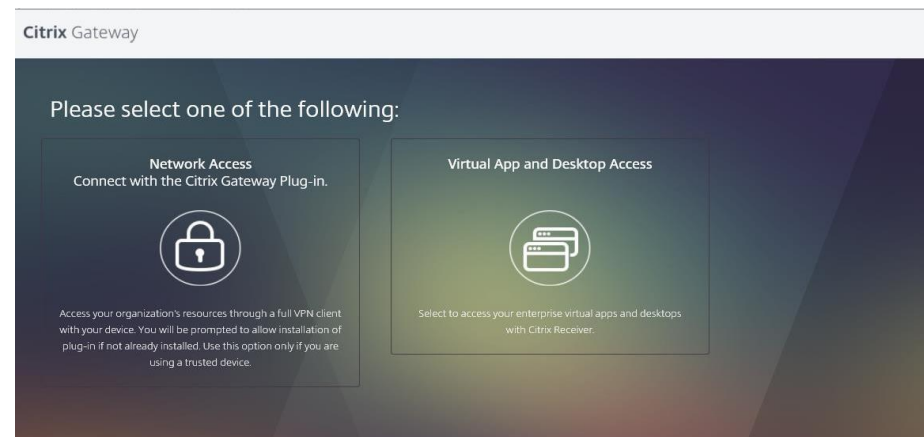 Citrix Gateway
Please select one of the following:
Network Access
Connect with the Citrix Gateway Plug-in.
Access your organization's resources through a full VPN client
with your device. You will be prompted to allow installation of
plug-in if not already installed. Use this option only if you are
using a trusted device.
Virtual App and Desktop Access
Select to access your enterprise virtual apps and desktops
with Citrix Receiver.